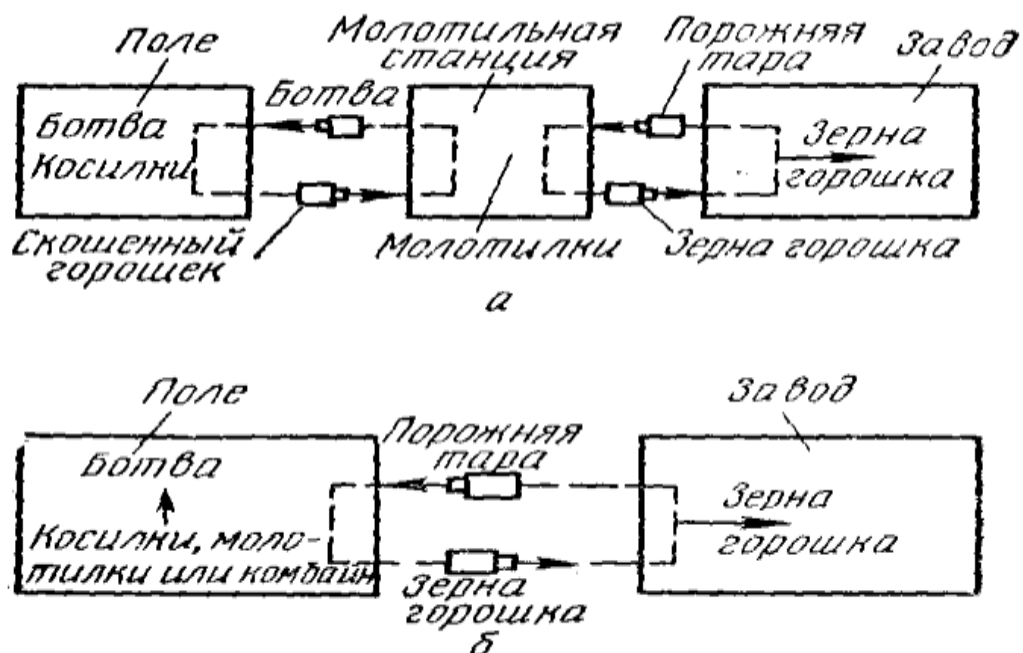 Поле
Молотильная
станция
Порожняя
тара
Завод
Ботва
Ботва
Косилки
Зерна
горошка
Скошенный
горошек
Молотилки
Зерна горошка
а
Поле
Завод
Порожняя
тара
Ботва
Зерна
горошка
Косилки, моло-
тилки или комбайн
Зерна
горошка
б